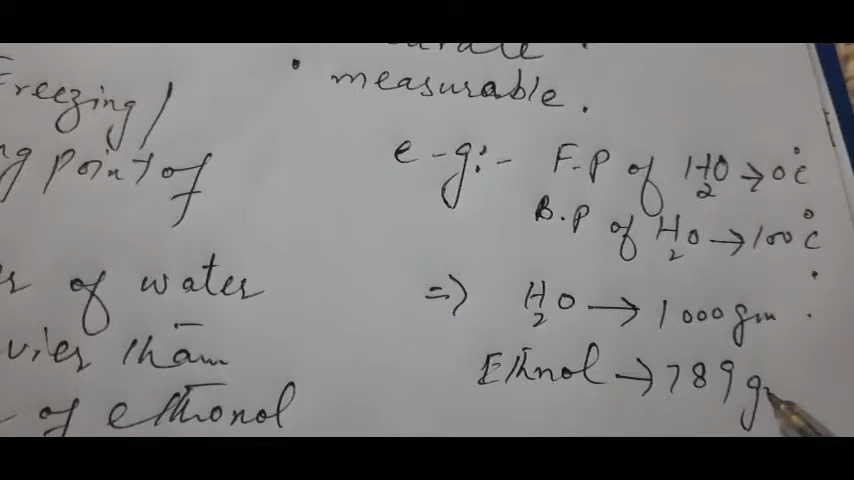 measurable.
Freezing/
e-g:- F.P of H₂O → 0°C
point of
B.P of H₂O → 100°C
of water
⇒ H₂O → 1000 gm.
than
Ethnol → 789 g
of ethonol